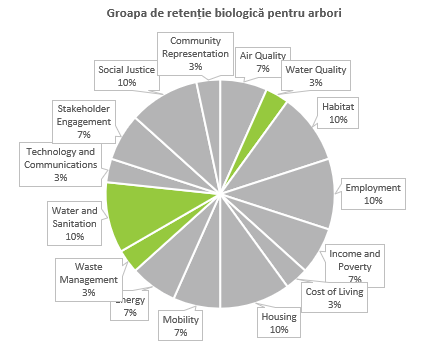 Groapa de retenție biologică pentru arbori
Community
Representation
3%
Air Quality
7%
Water Quality
3%
Habitat
10%
Employment
10%
Income and
Poverty
7%
Cost of Living
3%
Housing
10%
Mobility
7%
Energy
7%
Waste
Management
3%
Water and
Sanitation
10%
Technology and
Communications
3%
Stakeholder
Engagement
7%
Social Justice
10%